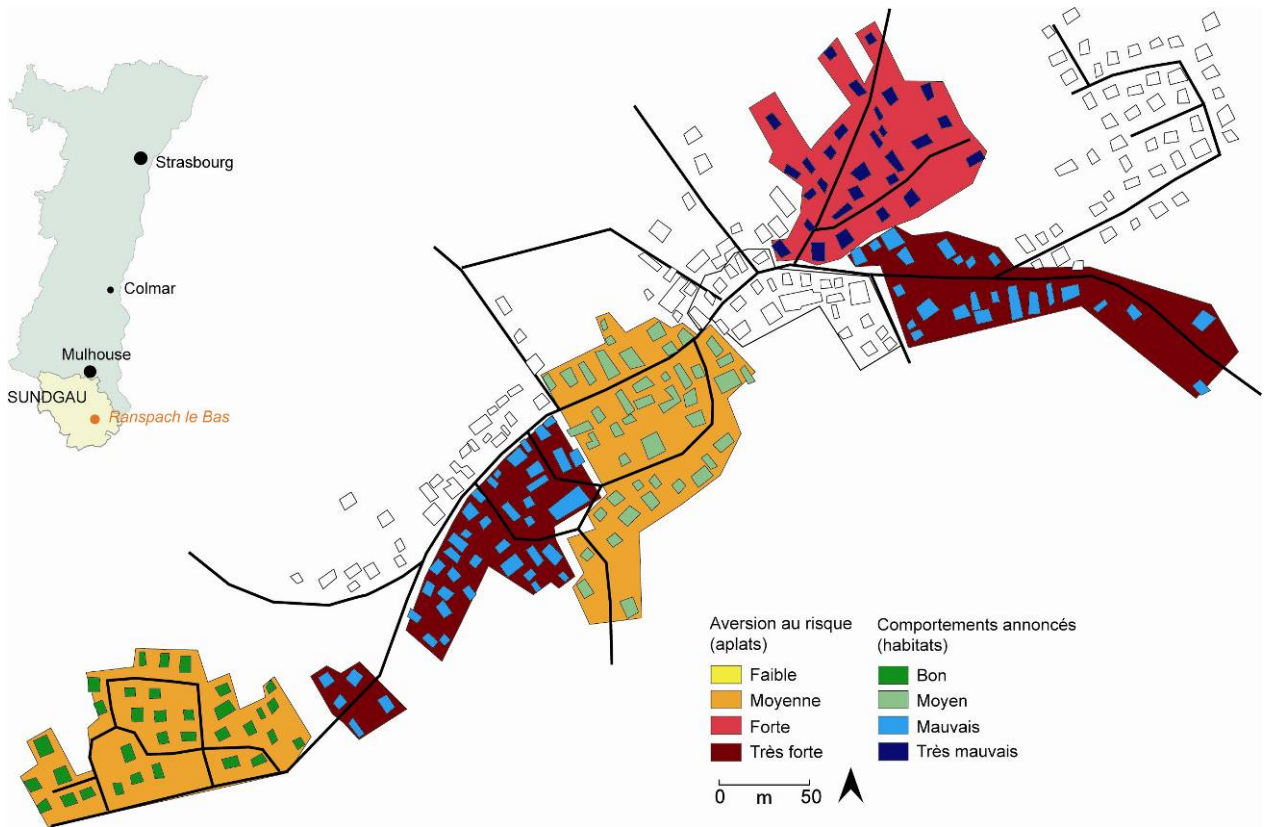 Strasbourg
Colmar
Mulhouse
SUNDGAU
Ranspach le Bas
Aversion au risque
(aplats)
Faible
Moyenne
Forte
Très forte
Comportements annoncés
(habitats)
Bon
Moyen
Mauvais
Très mauvais
0 m 50